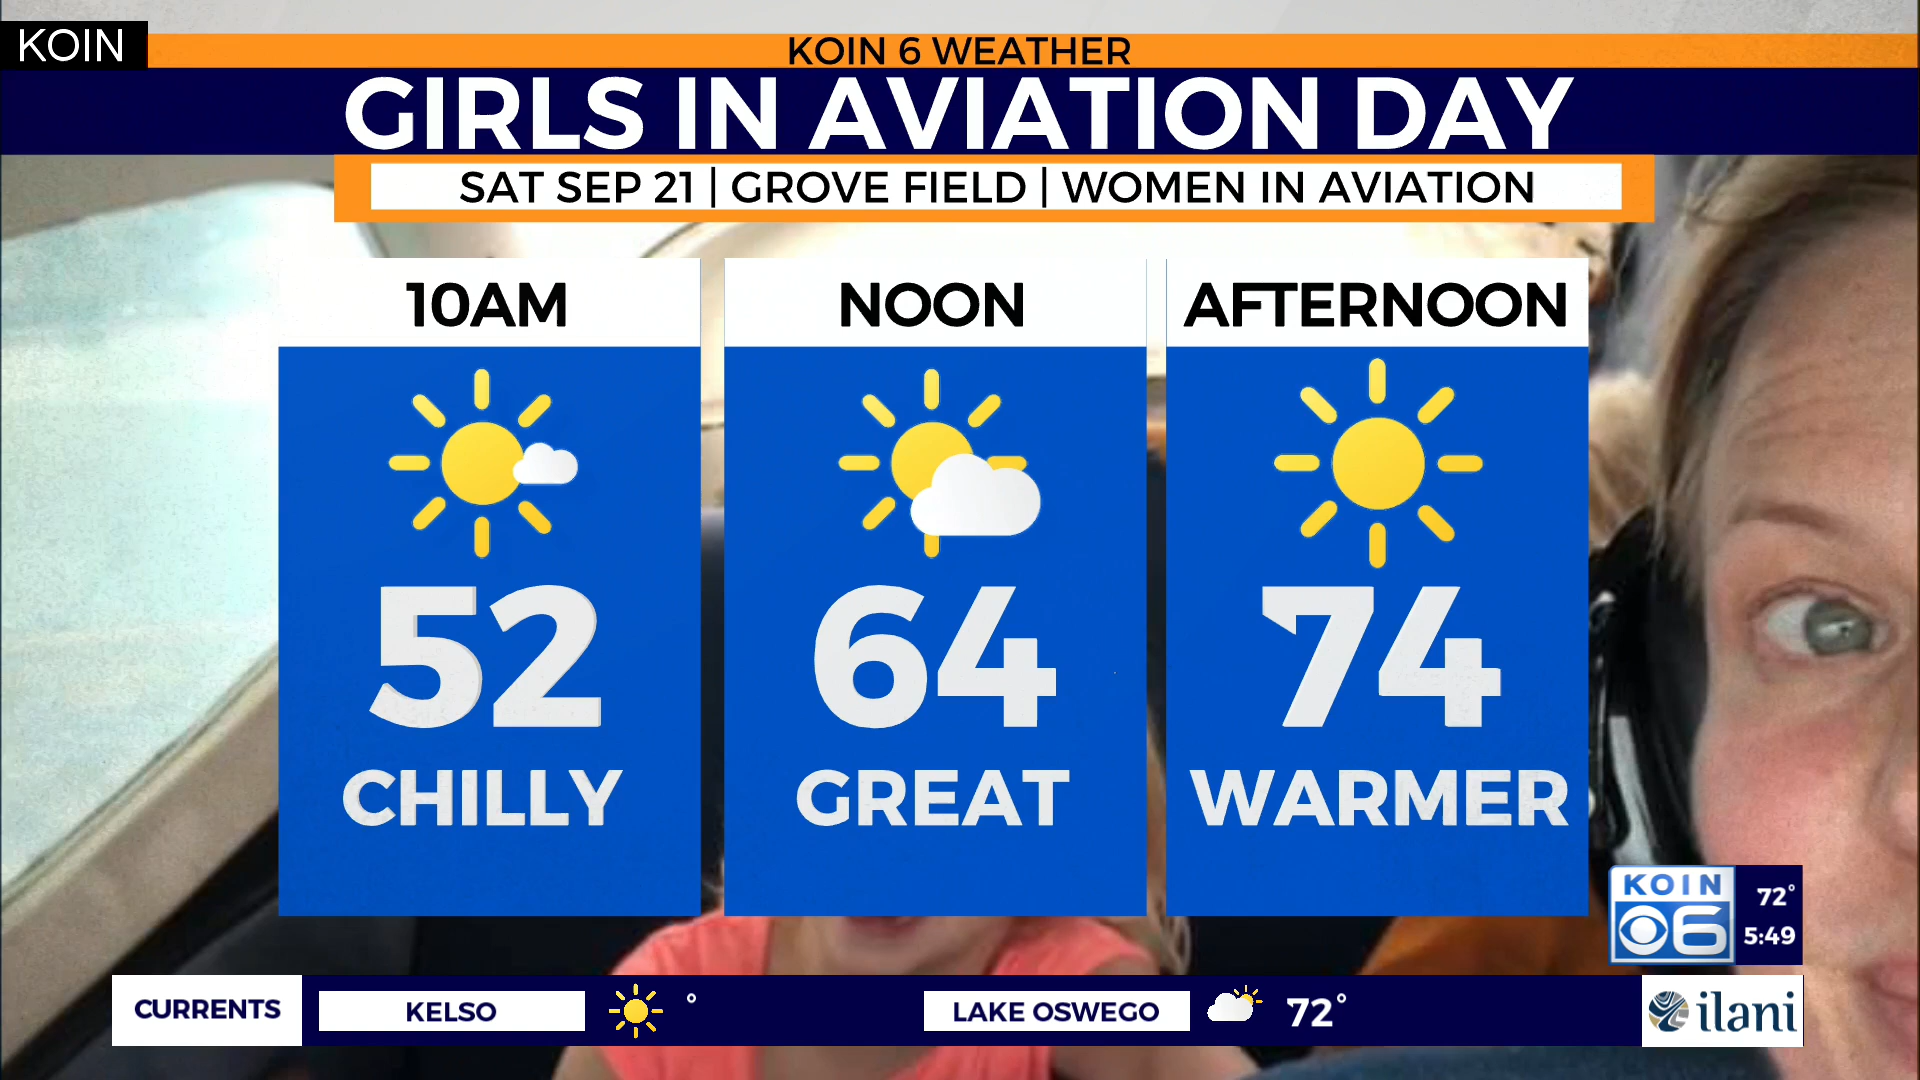 KOIN
KOIN 6 WEATHER
GIRLS IN AVIATION DAY
SAT SEP 21 | GROVE FIELD | WOMEN IN AVIATION
10AM
52
CHILLY
NOON
64
GREAT
AFTERNOON
74
WARMER
KOIN
6
72°
5:49
CURRENTS
KELSO
°
LAKE OSWEGO
72°
ilani